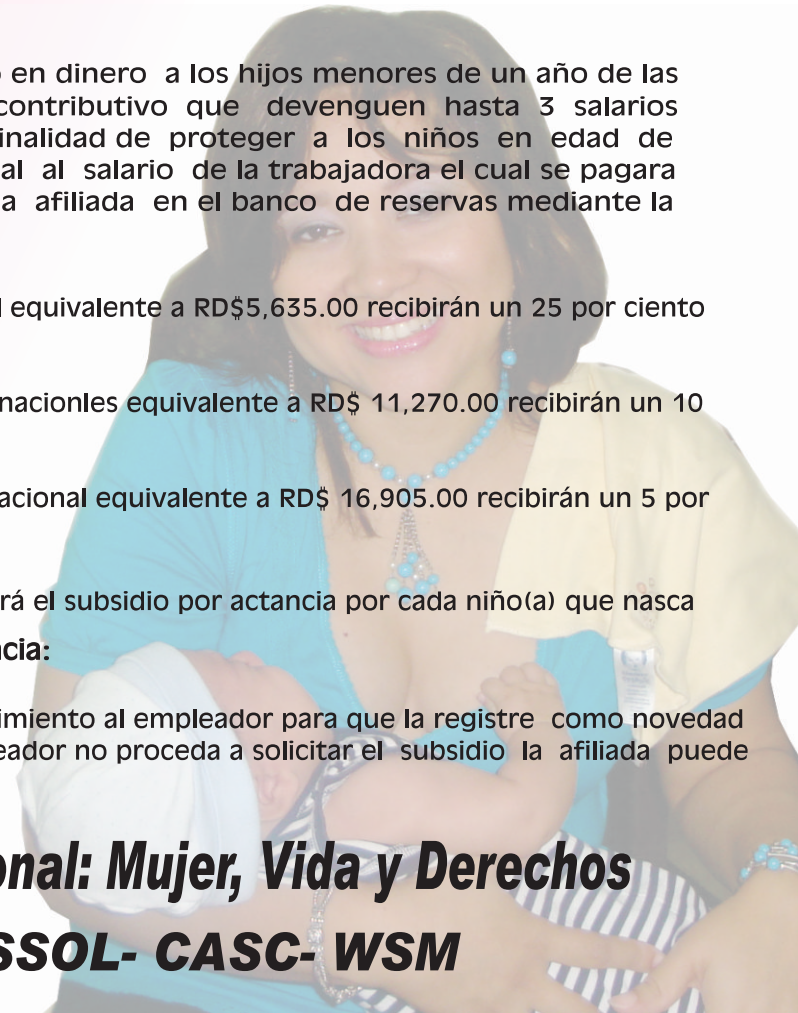 o en dinero a los hijos menores de un año de las
contributivo que devenguen hasta 3 salarios
inalidad de proteger a los niños en edad de
al al salario de la trabajadora el cual se pagara
a afiliada en el banco de reservas mediante la
l equivalente a RD$5,635.00 recibirán un 25 por ciento
nacionles equivalente a RD$ 11,270.00 recibirán un 10
acional equivalente a RD$ 16,905.00 recibirán un 5 por
rá el subsidio por actancia por cada niño(a) que nasca
ncia:
imiento al empleador para que la registre como novedad
leador no proceda a solicitar el subsidio la afiliada puede
onal: Mujer, Vida y Derechos
SSOL- CASC- WSM